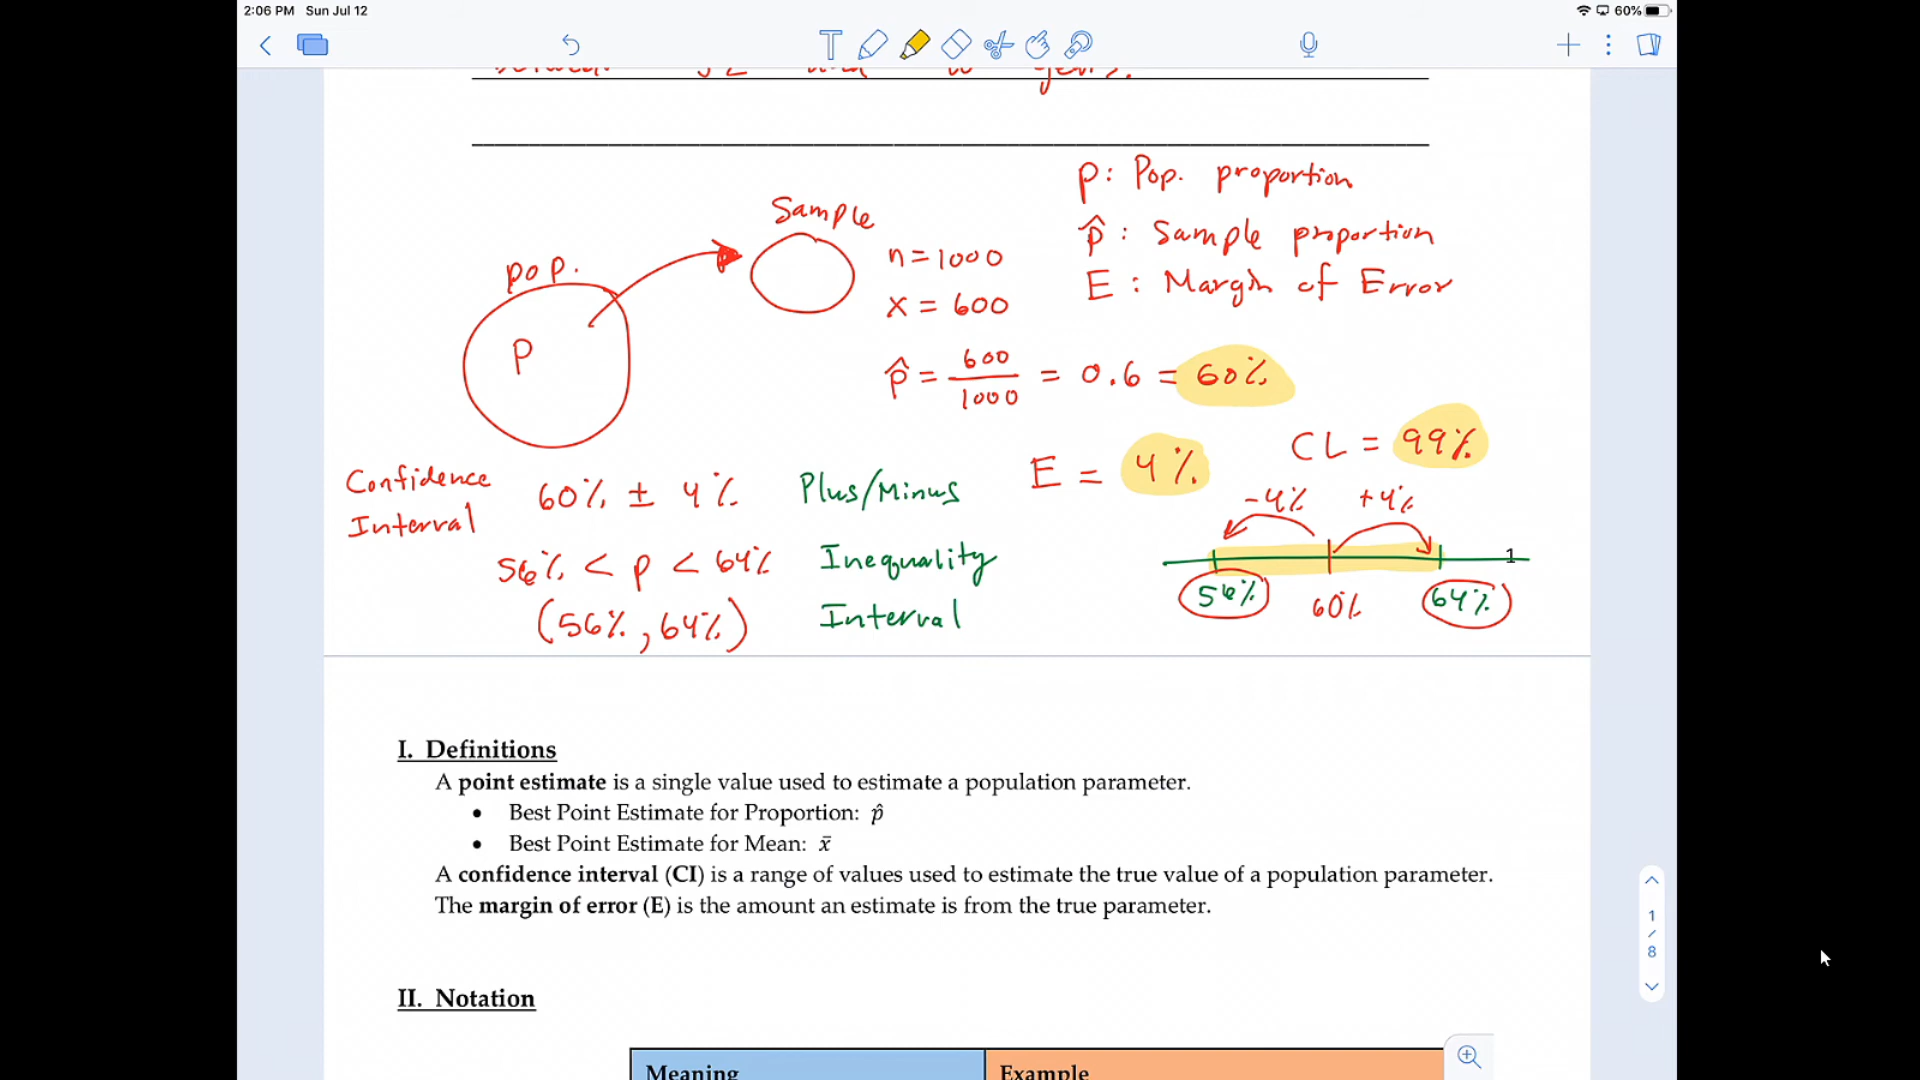 2:06 PM Sun Jul 12
60%
p: Pop. proportion
Sample
p̂: Sample proportion
n = 1000
pop.
E: Margin of Error
x = 600
P
p̂ = 600/1000 = 0.6 = 60%
CL = 99%
E = 4%
Confidence
Interval
60% ± 4% Plus/Minus
-4% +4%
56% < p < 64% Inequality
1
56% 60% 64%
(56%, 64%) Interval
I. Definitions
A point estimate is a single value used to estimate a population parameter.
• Best Point Estimate for Proportion: p̂
• Best Point Estimate for Mean: x̄
A confidence interval (CI) is a range of values used to estimate the true value of a population parameter.
The margin of error (E) is the amount an estimate is from the true parameter.
1
/
8
II. Notation
Meaning Example